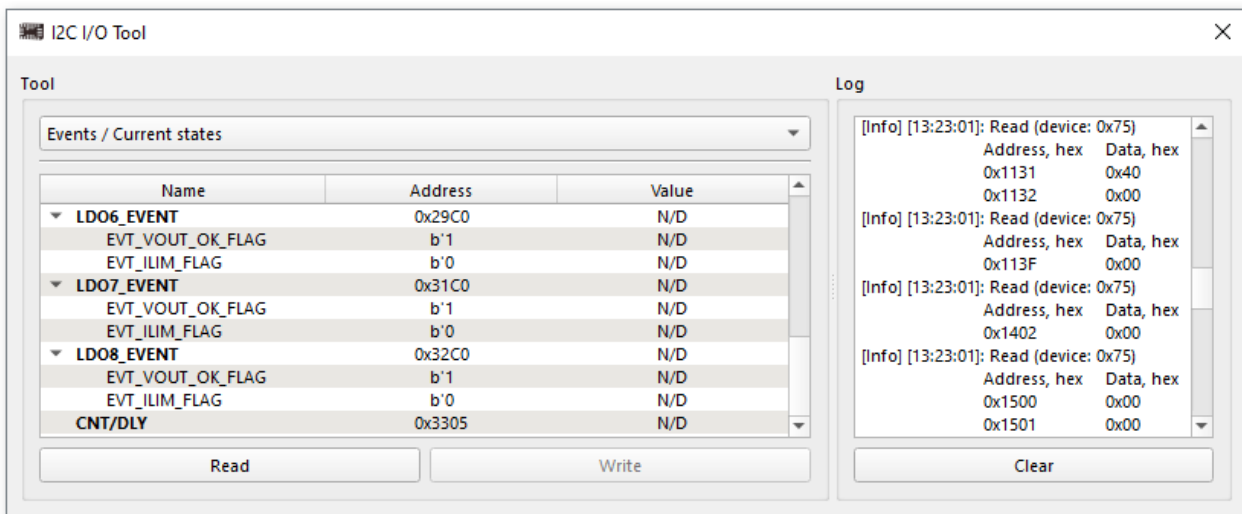 I2C I/O Tool
Tool
Events / Current states
Name Address Value
LDO6_EVENT 0x29C0 N/D
EVT_VOUT_OK_FLAG b'1 N/D
EVT_ILIM_FLAG b'0 N/D
LDO7_EVENT 0x31C0 N/D
EVT_VOUT_OK_FLAG b'1 N/D
EVT_ILIM_FLAG b'0 N/D
LDO8_EVENT 0x32C0 N/D
EVT_VOUT_OK_FLAG b'1 N/D
EVT_ILIM_FLAG b'0 N/D
CNT/DLY 0x3305 N/D
Read Write
Log
[Info] [13:23:01]: Read (device: 0x75)
Address, hex Data, hex
0x1131 0x40
0x1132 0x00
[Info] [13:23:01]: Read (device: 0x75)
Address, hex Data, hex
0x113F 0x00
[Info] [13:23:01]: Read (device: 0x75)
Address, hex Data, hex
0x1402 0x00
[Info] [13:23:01]: Read (device: 0x75)
Address, hex Data, hex
0x1500 0x00
0x1501 0x00
Clear